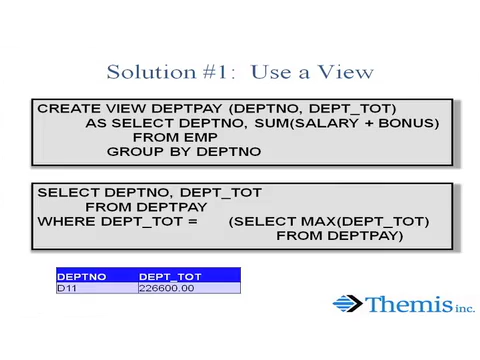 Solution #1: Use a View
CREATE VIEW DEPTPAY (DEPTNO, DEPT_TOT)
AS SELECT DEPTNO, SUM(SALARY + BONUS)
FROM EMP
GROUP BY DEPTNO
SELECT DEPTNO, DEPT_TOT
FROM DEPTPAY
WHERE DEPT_TOT = (SELECT MAX(DEPT_TOT)
FROM DEPTPAY)
DEPTNO DEPT_TOT
D11 226600.00
Themis inc.